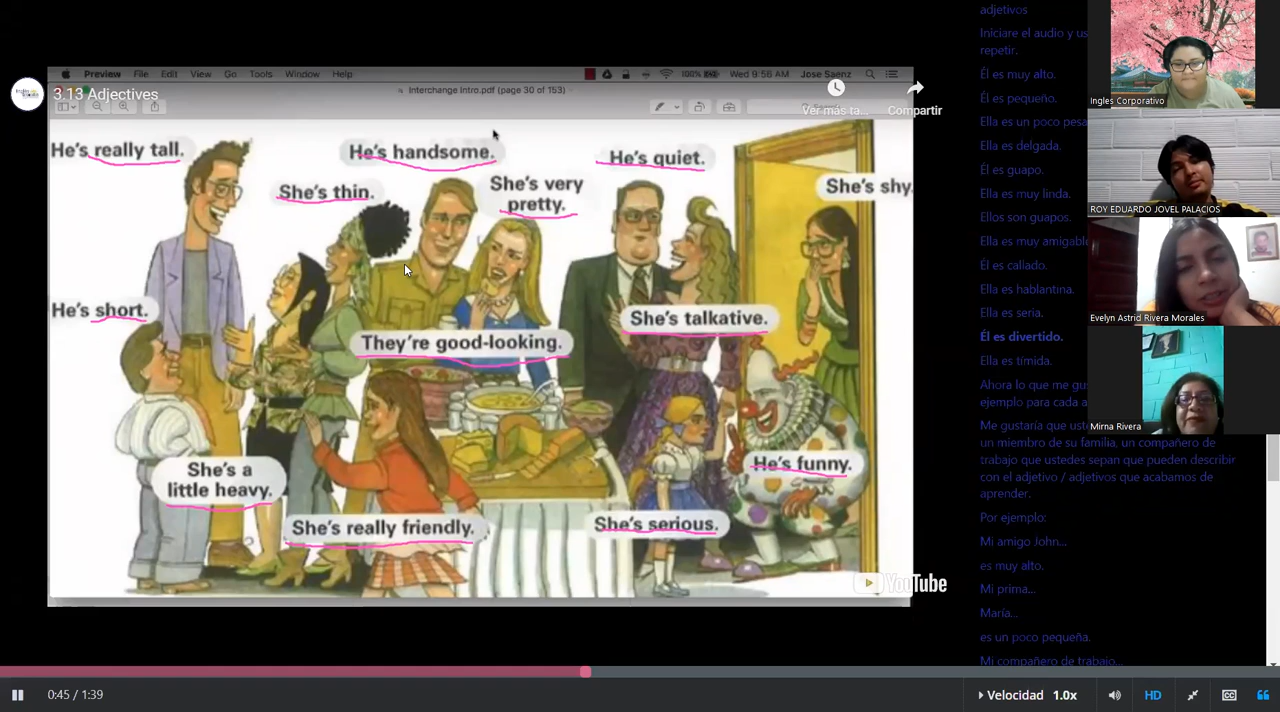 Preview File Edit View Go Tools Window Help 100% Wed 9:56 AM Jose Saenz
Interchange Intro.pdf (page 30 of 153)
3.13 Adjectives
Ver más ta...
Compartir
He's really tall.
He's handsome.
He's quiet.
She's thin.
She's very
pretty.
She's shy.
He's short.
They're good-looking.
She's talkative.
She's a
little heavy.
He's funny.
She's really friendly.
She's serious.
YouTube
0:45 / 1:39
Velocidad 1.0x
HD
CC
adjetivos
Iniciare el audio y us
repetir.
Él es muy alto.
Él es pequeño.
Ella es un poco pesa
Ella es delgada.
Él es guapo.
Ella es muy linda.
Ellos son guapos.
Ella es muy amigabl
Él es callado.
Ella es hablantina.
Ella es seria.
Él es divertido.
Ella es tímida.
Ahora lo que me gus
ejemplo para cada a
Me gustaría que ust
un miembro de su familia, un compañero de
trabajo que ustedes sepan que pueden describir
con el adjetivo / adjetivos que acabamos de
aprender.
Por ejemplo:
Mi amigo John...
es muy alto.
Mi prima...
María...
es un poco pequeña.
Mi compañero de trabajo...
Ingles Corporativo
ROY EDUARDO JOVEL PALACIOS
Evelyn Astrid Rivera Morales
Mirna Rivera